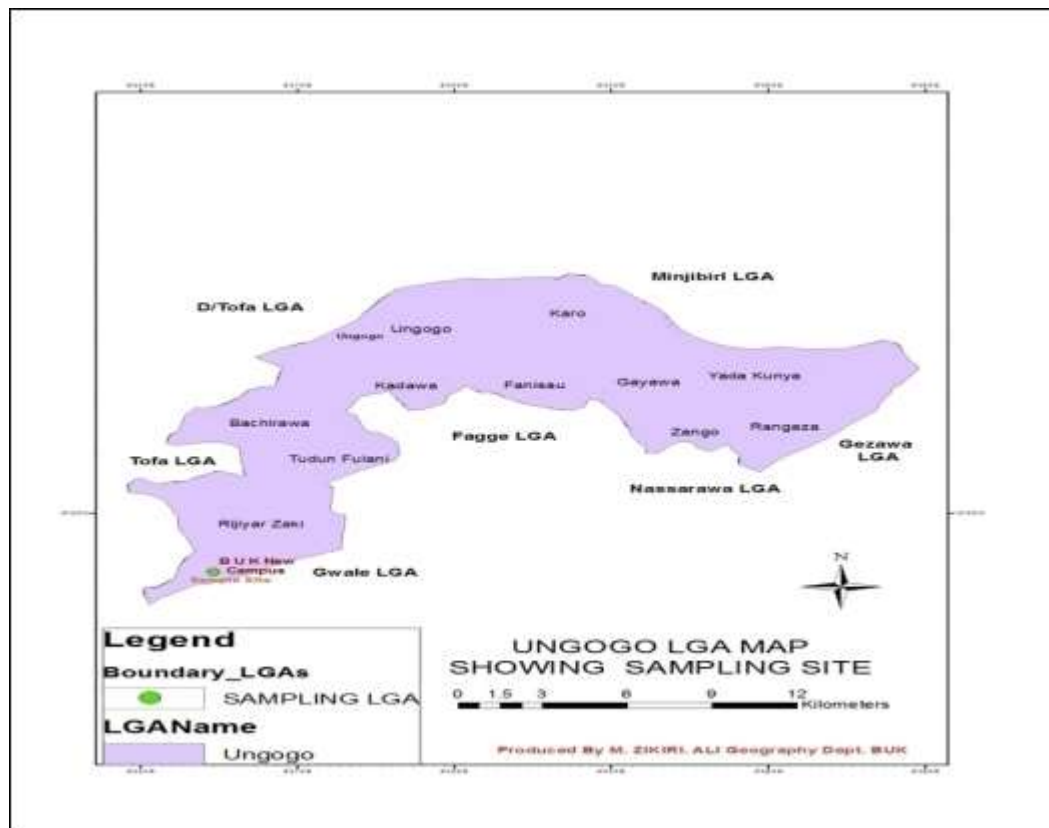 Minjibiri LGA
D/Tofa LGA
Karo
Ungogo
Ungogo
Yada Kunya
Gayawa
Kadawa
Fanisau
Bachirawa
Rangaza
Zango
Fagge LGA
Gezawa
LGA
Tudun Fulani
Tofa LGA
Nassarawa LGA
Rijiyar Zaki
B U K New
Campus
Sample Site
Gwale LGA
N
Legend
Boundary_LGAs
SAMPLING LGA
LGAName
Ungogo
UNGOGO LGA MAP
SHOWING SAMPLING SITE
0 1.5 3 6 9 12
Kilometers
Produced By M. ZIKIRI. ALI Geography Dept. BUK